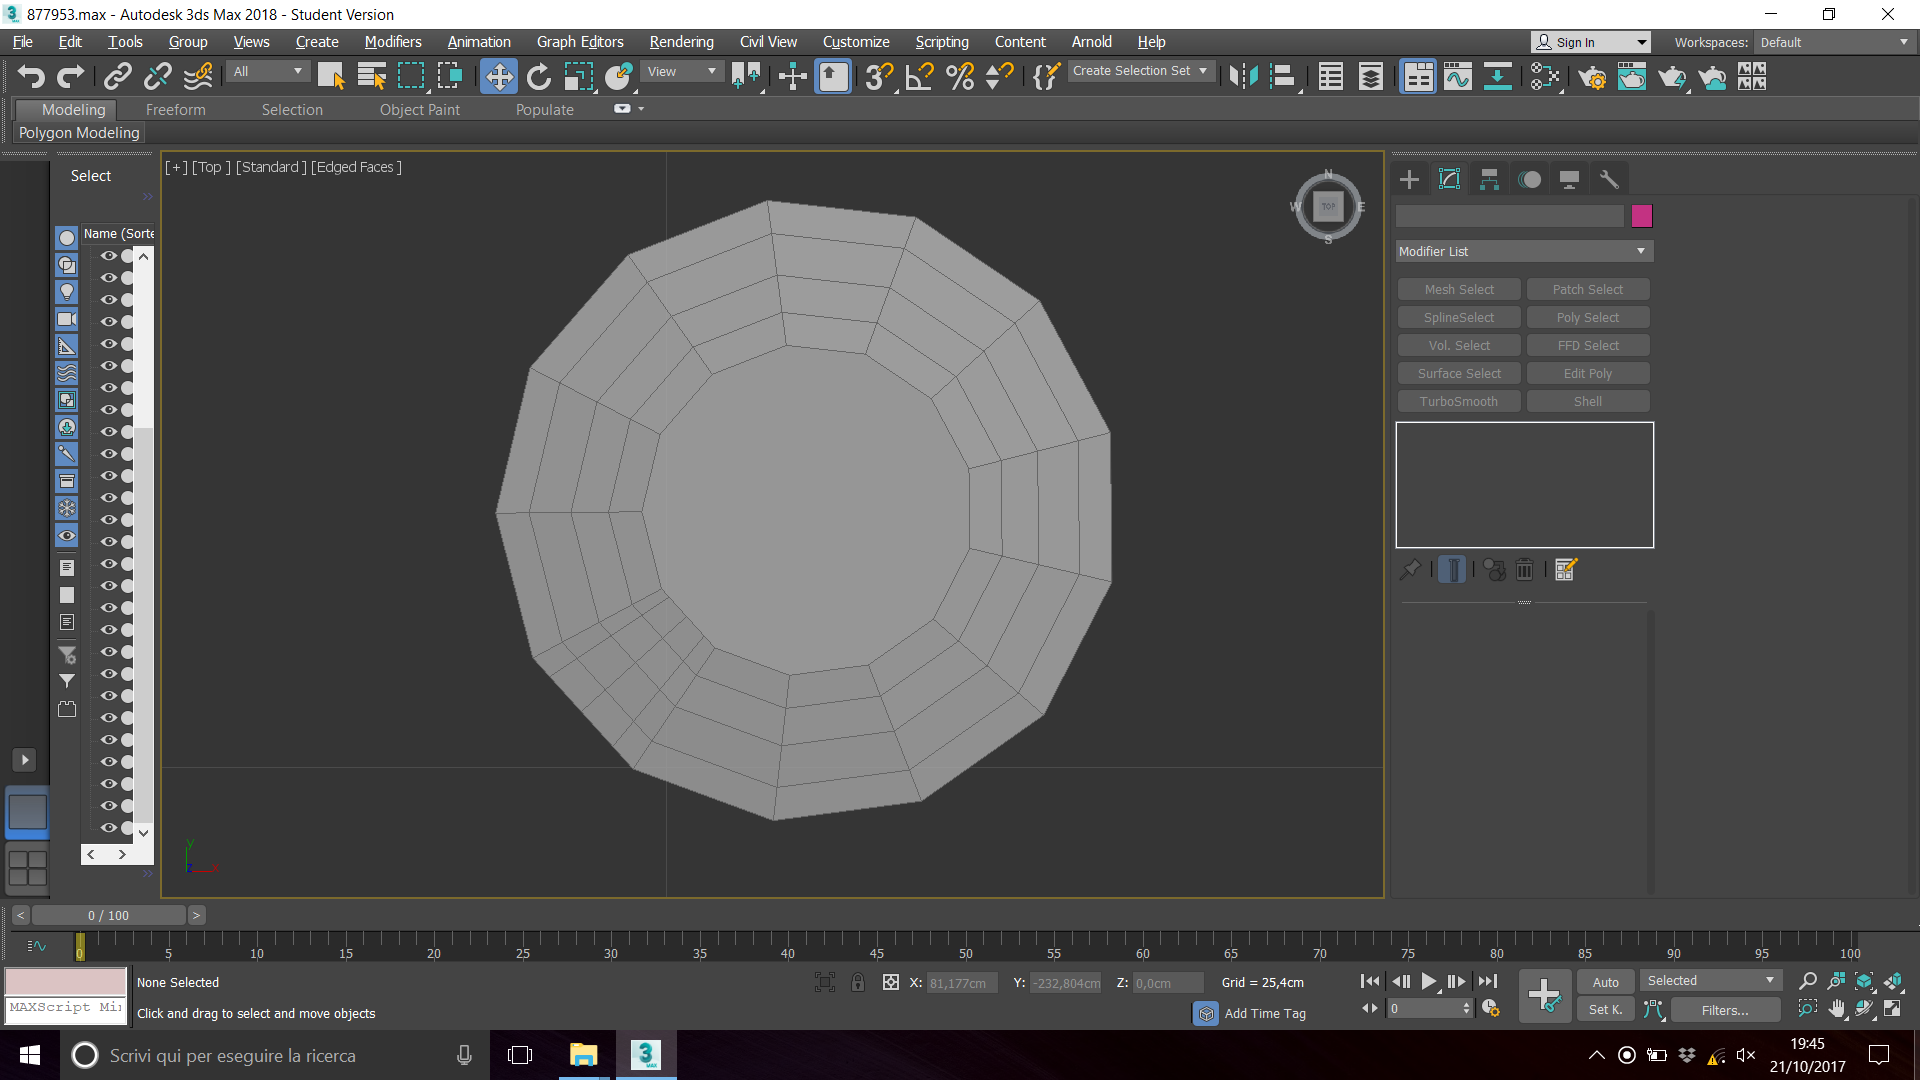 877953.max - Autodesk 3ds Max 2018 - Student Version
File Edit Tools Group Views Create Modifiers Animation Graph Editors Rendering Civil View Customize Scripting Content Arnold Help Sign In Workspaces: Default
All View Create Selection Set
Modeling Freeform Selection Object Paint Populate
Polygon Modeling
Select
[+] [Top ] [Standard ] [Edged Faces ]
N
W TOP E
S
Name (Sorte
Modifier List
Mesh Select Patch Select
SplineSelect Poly Select
Vol. Select FFD Select
Surface Select Edit Poly
TurboSmooth Shell
y
z x
< 0 / 100 >
0 5 10 15 20 25 30 35 40 45 50 55 60 65 70 75 80 85 90 95 100
None Selected X: 81,177cm Y: -232,804cm Z: 0,0cm Grid = 25,4cm Auto Selected
MAXScript Mi
Click and drag to select and move objects Add Time Tag 0 Set K. Filters...
Scrivi qui per eseguire la ricerca
3
MAX
19:45
21/10/2017